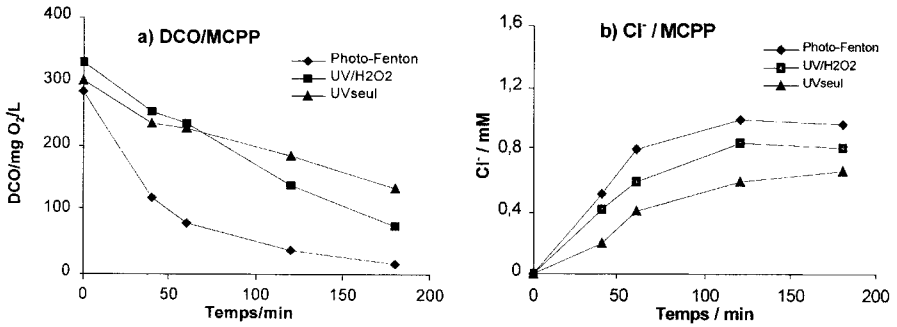 a) DCO/MCPP
Photo-Fenton
UV/H2O2
UVseul
DCO/mg O₂/L
400
300
200
100
0
0
50
100
150
200
Temps/min
b) Cl⁻ / MCPP
Photo-Fenton
UV/H2O2
UVseul
Cl⁻ / mM
1,6
1,2
0,8
0,4
0
0
50
100
150
200
Temps / min